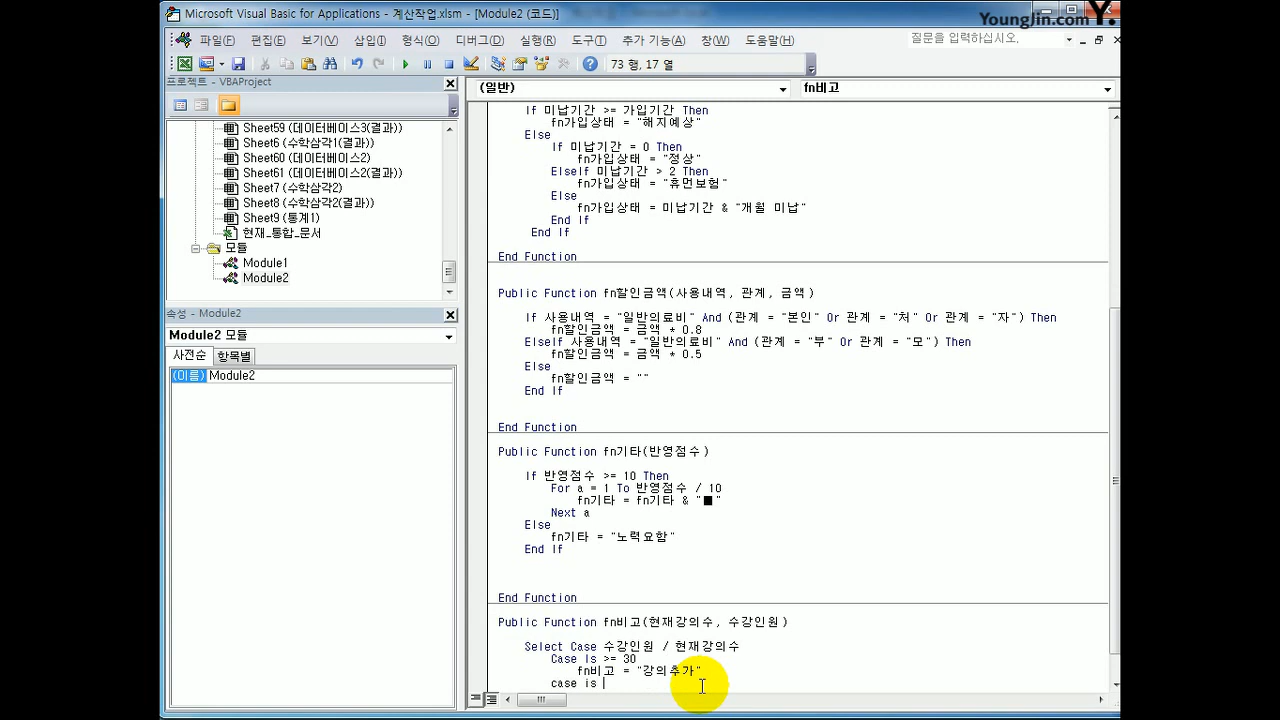 Microsoft Visual Basic for Applications - 계산작업.xlsm - [Module2 (코드)]
YoungJin.com Y.
파일(F) 편집(E) 보기(V) 삽입(I) 형식(O) 디버그(D) 실행(R) 도구(T) 추가 기능(A) 창(W) 도움말(H) 질문을 입력하십시오.
73 행, 17 열
프로젝트 - VBAProject
Sheet59 (데이터베이스3(결과))
Sheet6 (수학삼각1(결과))
Sheet60 (데이터베이스2)
Sheet61 (데이터베이스2(결과))
Sheet7 (수학삼각2)
Sheet8 (수학삼각2(결과))
Sheet9 (통계1)
현재_통합_문서
모듈
Module1
Module2
속성 - Module2
Module2 모듈
사전순 항목별
(이름) Module2
(일반) fn비고
If 미납기간 >= 가입기간 Then
fn가입상태 = "해지예상"
Else
If 미납기간 = 0 Then
fn가입상태 = "정상"
ElseIf 미납기간 > 2 Then
fn가입상태 = "휴면보험"
Else
fn가입상태 = 미납기간 & "개월 미납"
End If
End If
End Function
Public Function fn할인금액(사용내역, 관계, 금액)
If 사용내역 = "일반의료비" And (관계 = "본인" Or 관계 = "처" Or 관계 = "자") Then
fn할인금액 = 금액 * 0.8
ElseIf 사용내역 = "일반의료비" And (관계 = "부" Or 관계 = "모") Then
fn할인금액 = 금액 * 0.5
Else
fn할인금액 = ""
End If
End Function
Public Function fn기타(반영점수)
If 반영점수 >= 10 Then
For a = 1 To 반영점수 / 10
fn기타 = fn기타 & "■"
Next a
Else
fn기타 = "노력요함"
End If
End Function
Public Function fn비고(현재강의수, 수강인원)
Select Case 수강인원 / 현재강의수
Case Is >= 30
fn비고 = "강의추가"
case is